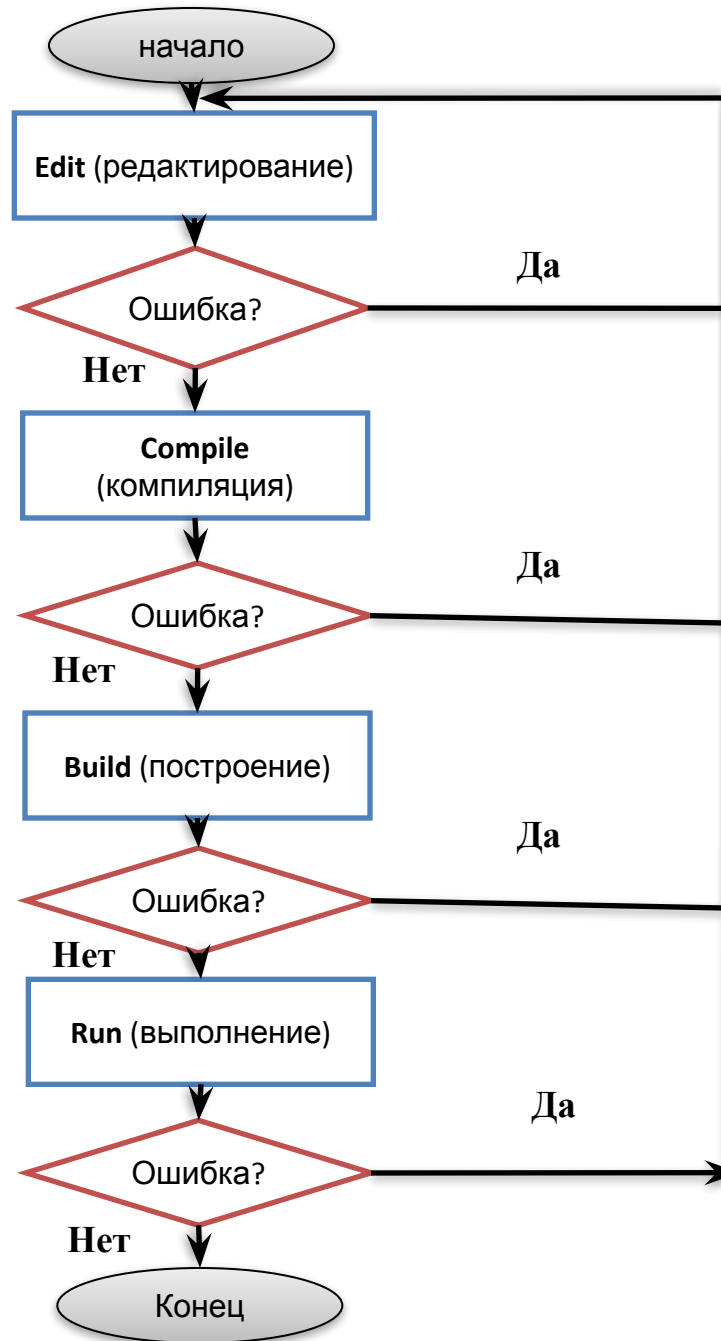 начало
Edit (редактирование)
Да
Ошибка?
Нет
Compile
(компиляция)
Да
Ошибка?
Нет
Build (построение)
Да
Ошибка?
Нет
Run (выполнение)
Да
Ошибка?
Нет
Конец